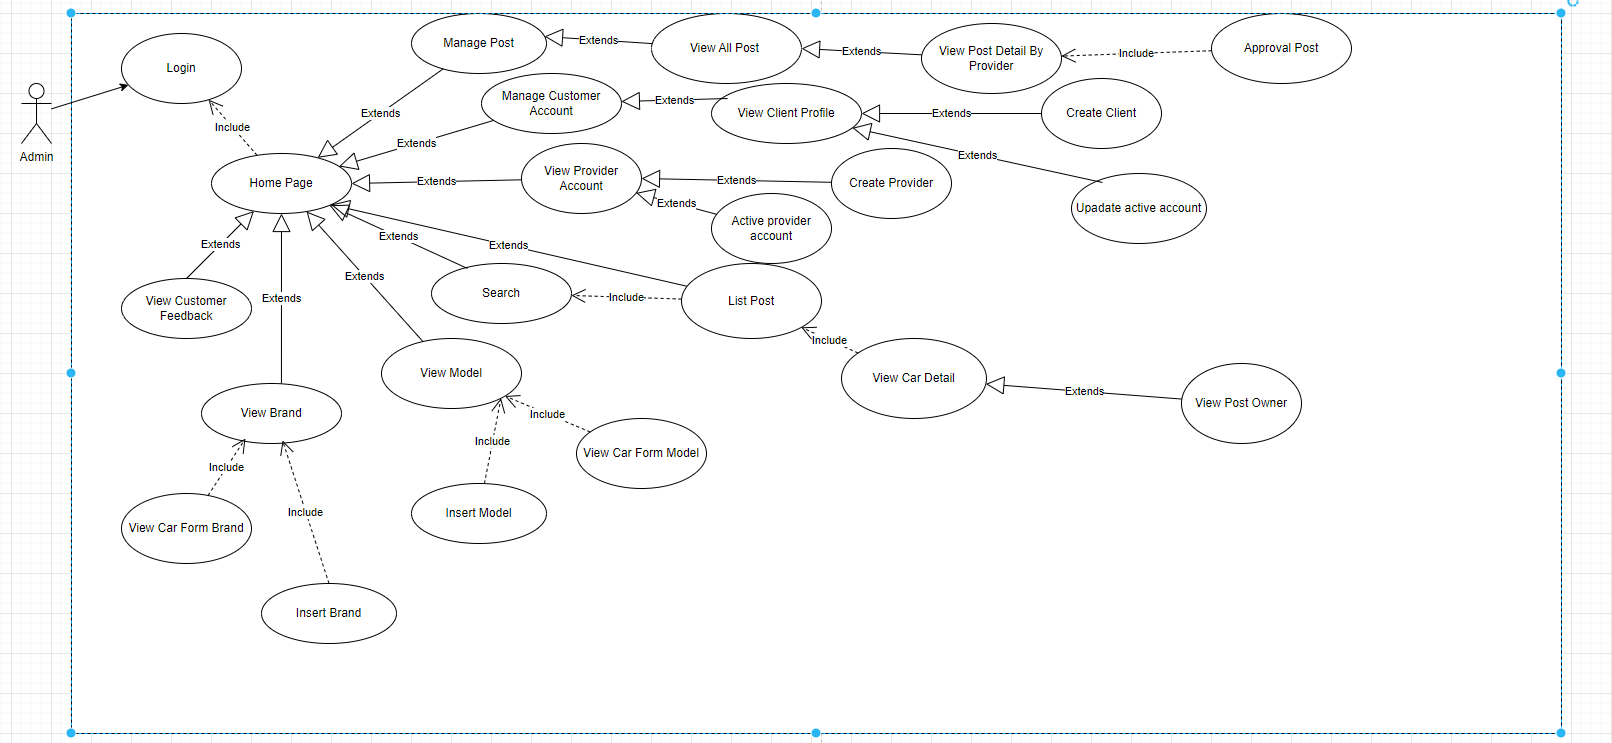 Login
Admin
Include
Home Page
Manage Post
Extends
View All Post
Extends
View Post Detail By
Provider
Include
Approval Post
Extends
Manage Customer
Account
Extends
View Client Profile
Extends
Create Client
Extends
Extends
Upadate active account
Extends
View Provider
Account
Extends
Create Provider
Extends
Active provider
account
Extends
View Customer
Feedback
Extends
Extends
Search
Extends
Include
List Post
Include
View Car Detail
Extends
View Post Owner
Extends
View Model
Include
View Car Form Model
Include
Insert Model
View Brand
Include
View Car Form Brand
Include
Insert Brand